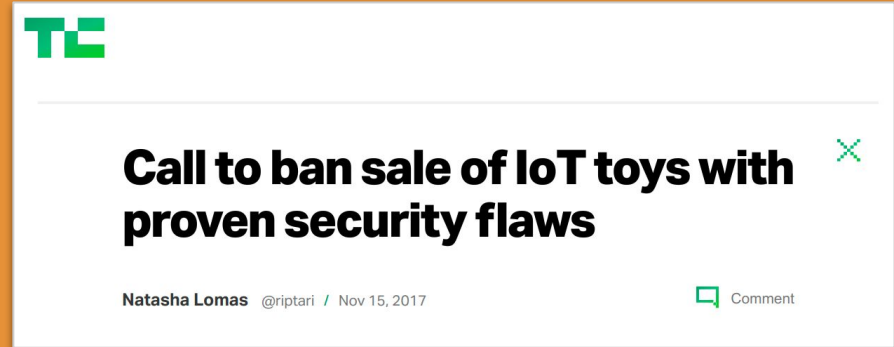 TC
Call to ban sale of IoT toys with
proven security flaws
Natasha Lomas @riptari / Nov 15, 2017
Comment